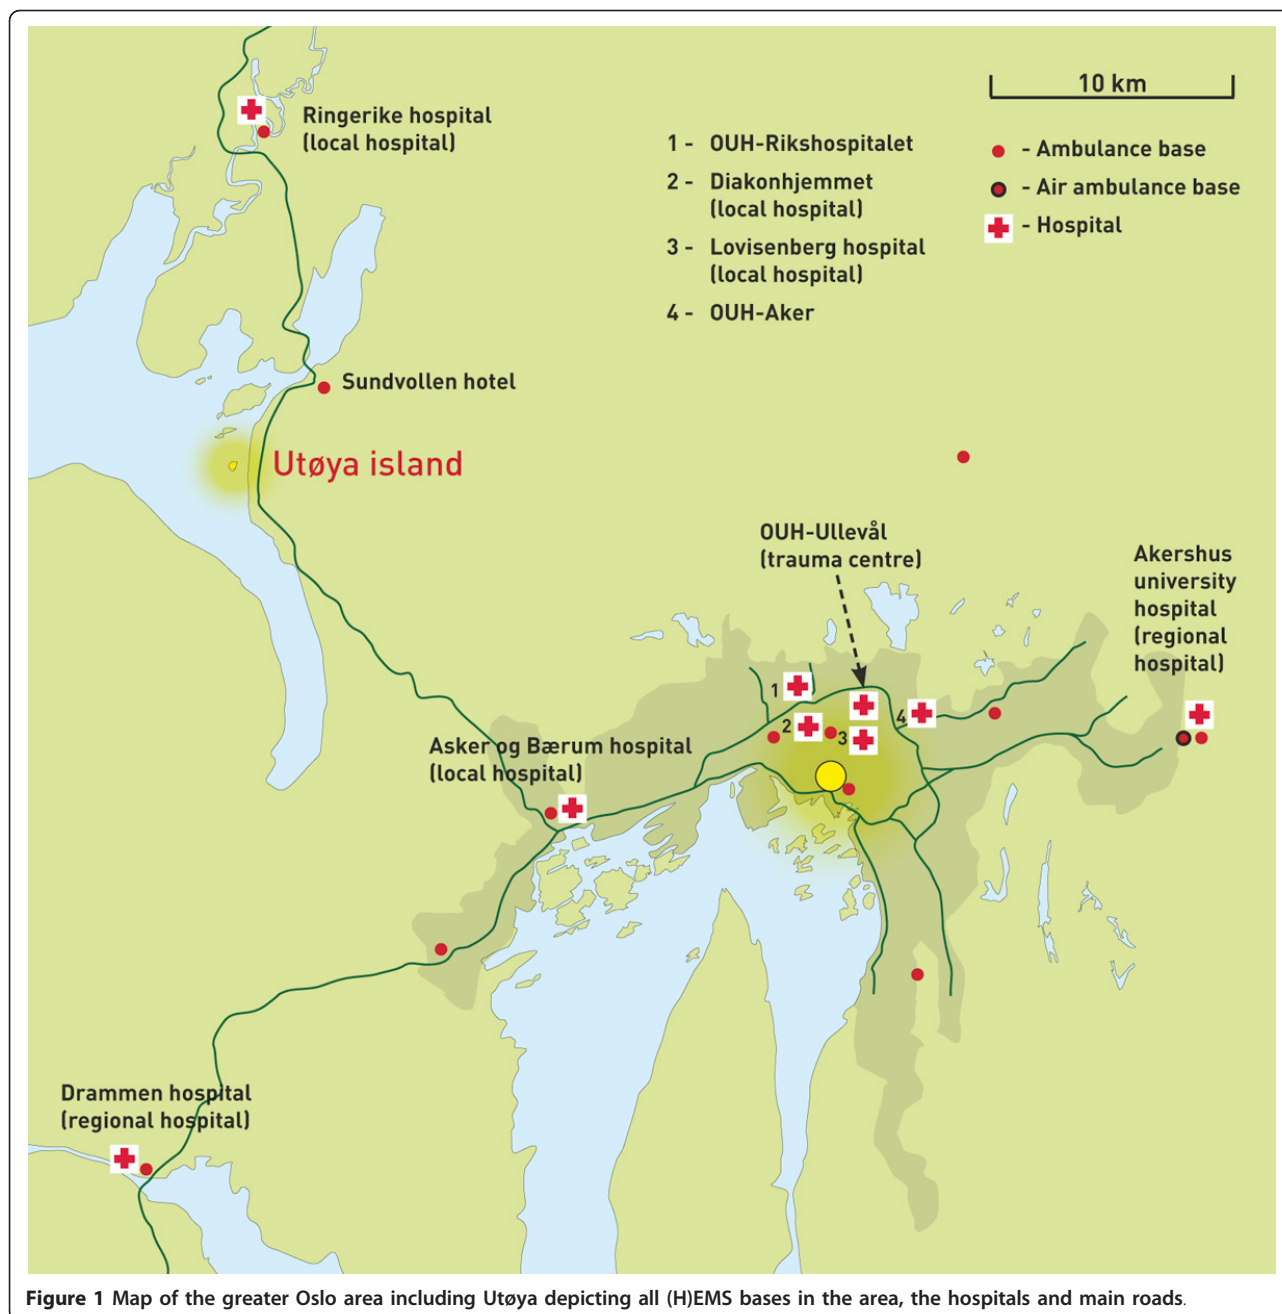 Ringerike hospital
(local hospital)
10 km
1 - OUH-Rikshospitalet
2 - Diakonhjemmet
(local hospital)
3 - Lovisenberg hospital
(local hospital)
4 - OUH-Aker
- Ambulance base
- Air ambulance base
- Hospital
Sundvollen hotel
Utøya island
OUH-Ullevål
(trauma centre)
Akershus
university
hospital
(regional
hospital)
1
2
3
4
Asker og Bærum hospital
(local hospital)
Drammen hospital
(regional hospital)
Figure 1 Map of the greater Oslo area including Utøya depicting all (H)EMS bases in the area, the hospitals and main roads.